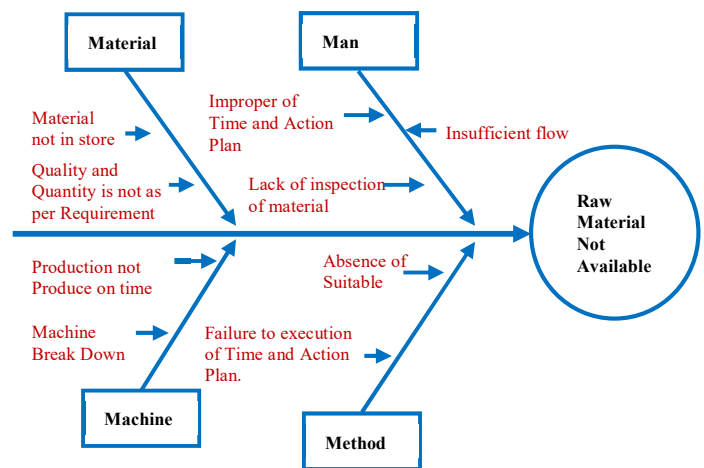 Material
Man
Material
not in store
Improper of
Time and Action
Plan
Insufficient flow
Quality and
Quantity is not as
per Requirement
Lack of inspection
of material
Raw
Material
Not
Available
Production not
Produce on time
Absence of
Suitable
Machine
Break Down
Failure to execution
of Time and Action
Plan.
Machine
Method